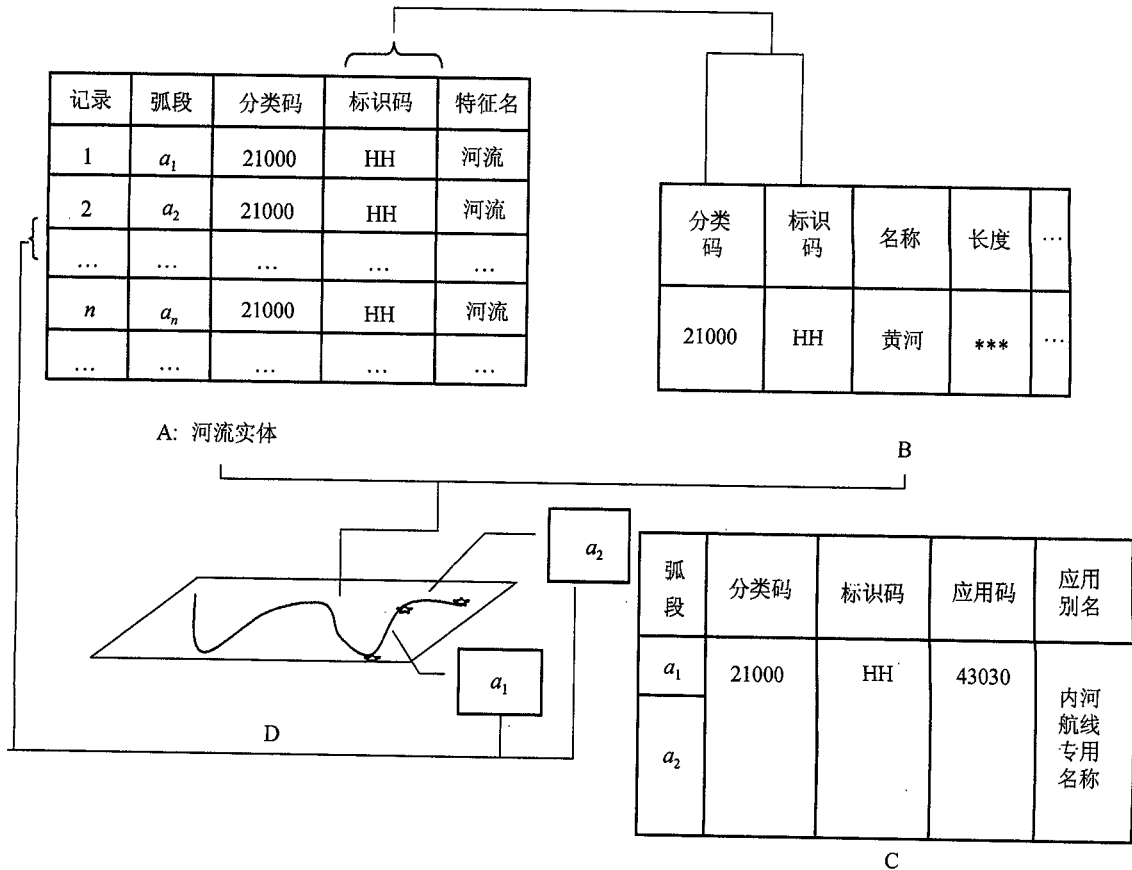 记录 弧段 分类码 标识码 特征名
1 a₁ 21000 HH 河流
2 a₂ 21000 HH 河流
… … … … …
n aₙ 21000 HH 河流
… … … … …
A: 河流实体
分类码 标识码 名称 长度 …
21000 HH 黄河 *** …
B
a₂
a₁
D
弧段 分类码 标识码 应用码 应用别名
a₁ 21000 HH 43030 内河航线专用名称
a₂
C